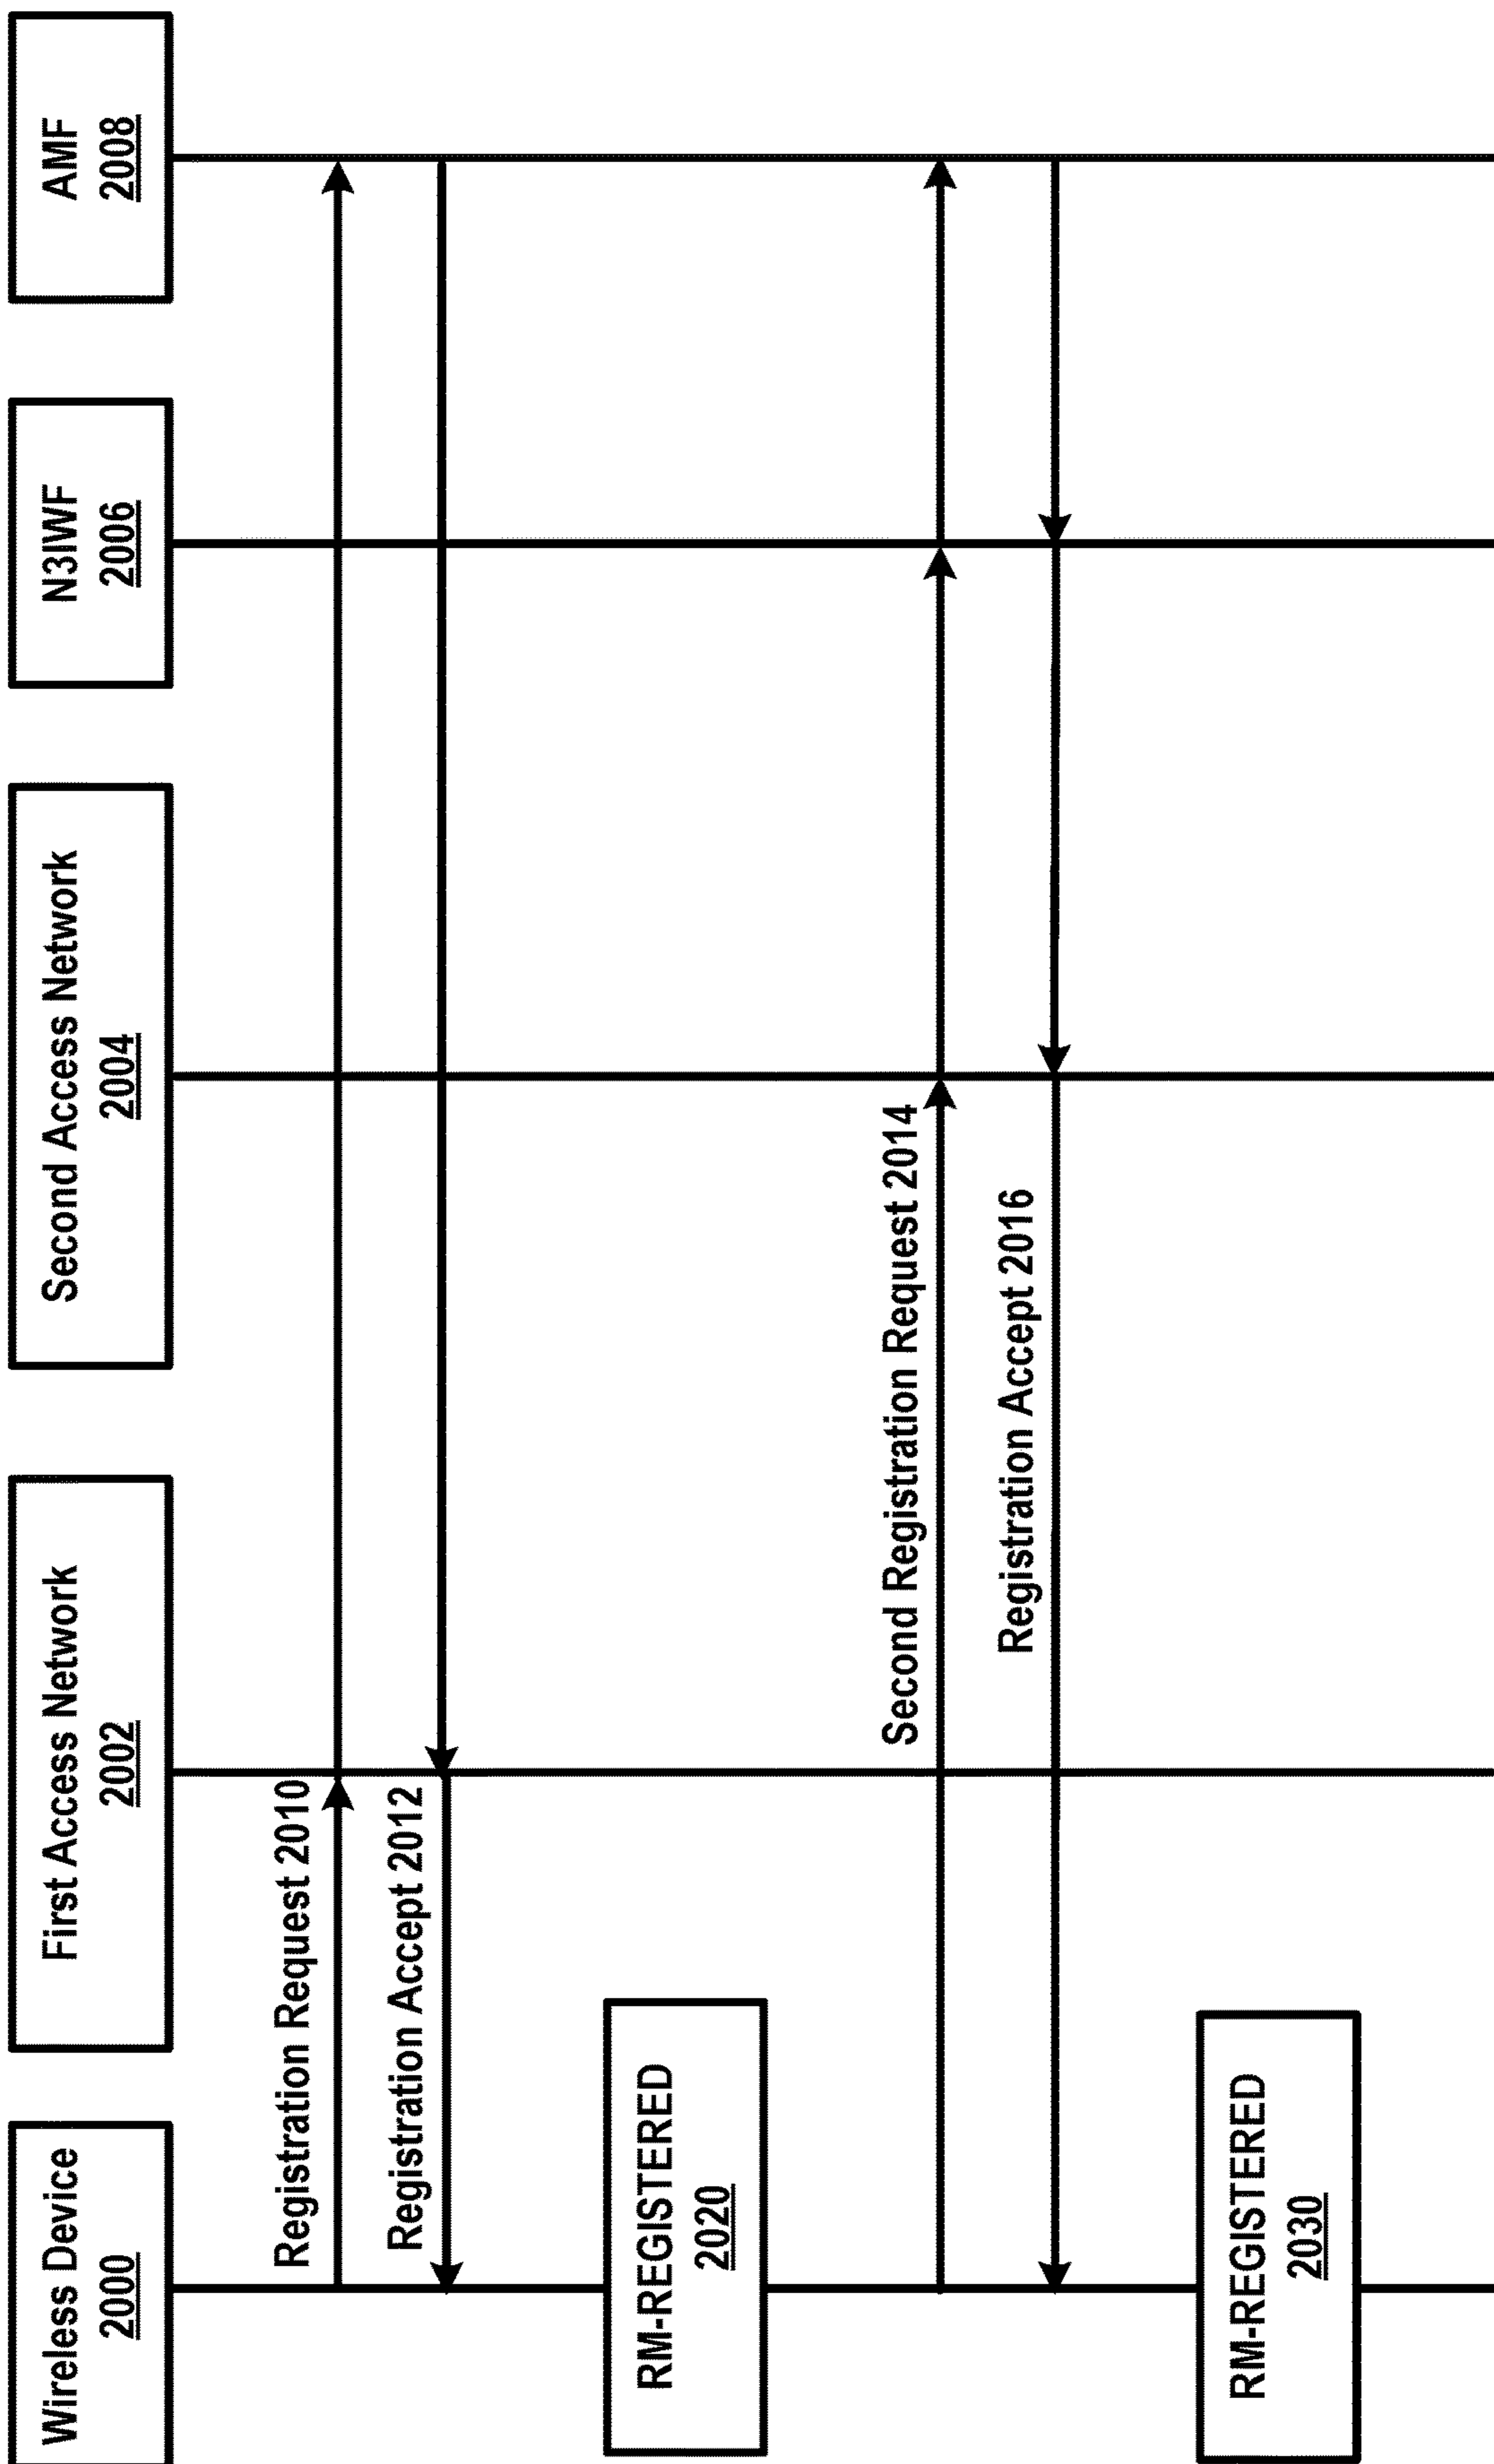 Wireless Device
2000
First Access Network
2002
Second Access Network
2004
N3IWF
2006
AMF
2008
Registration Request 2010
Registration Accept 2012
RM-REGISTERED
2020
Second Registration Request 2014
Registration Accept 2016
RM-REGISTERED
2030